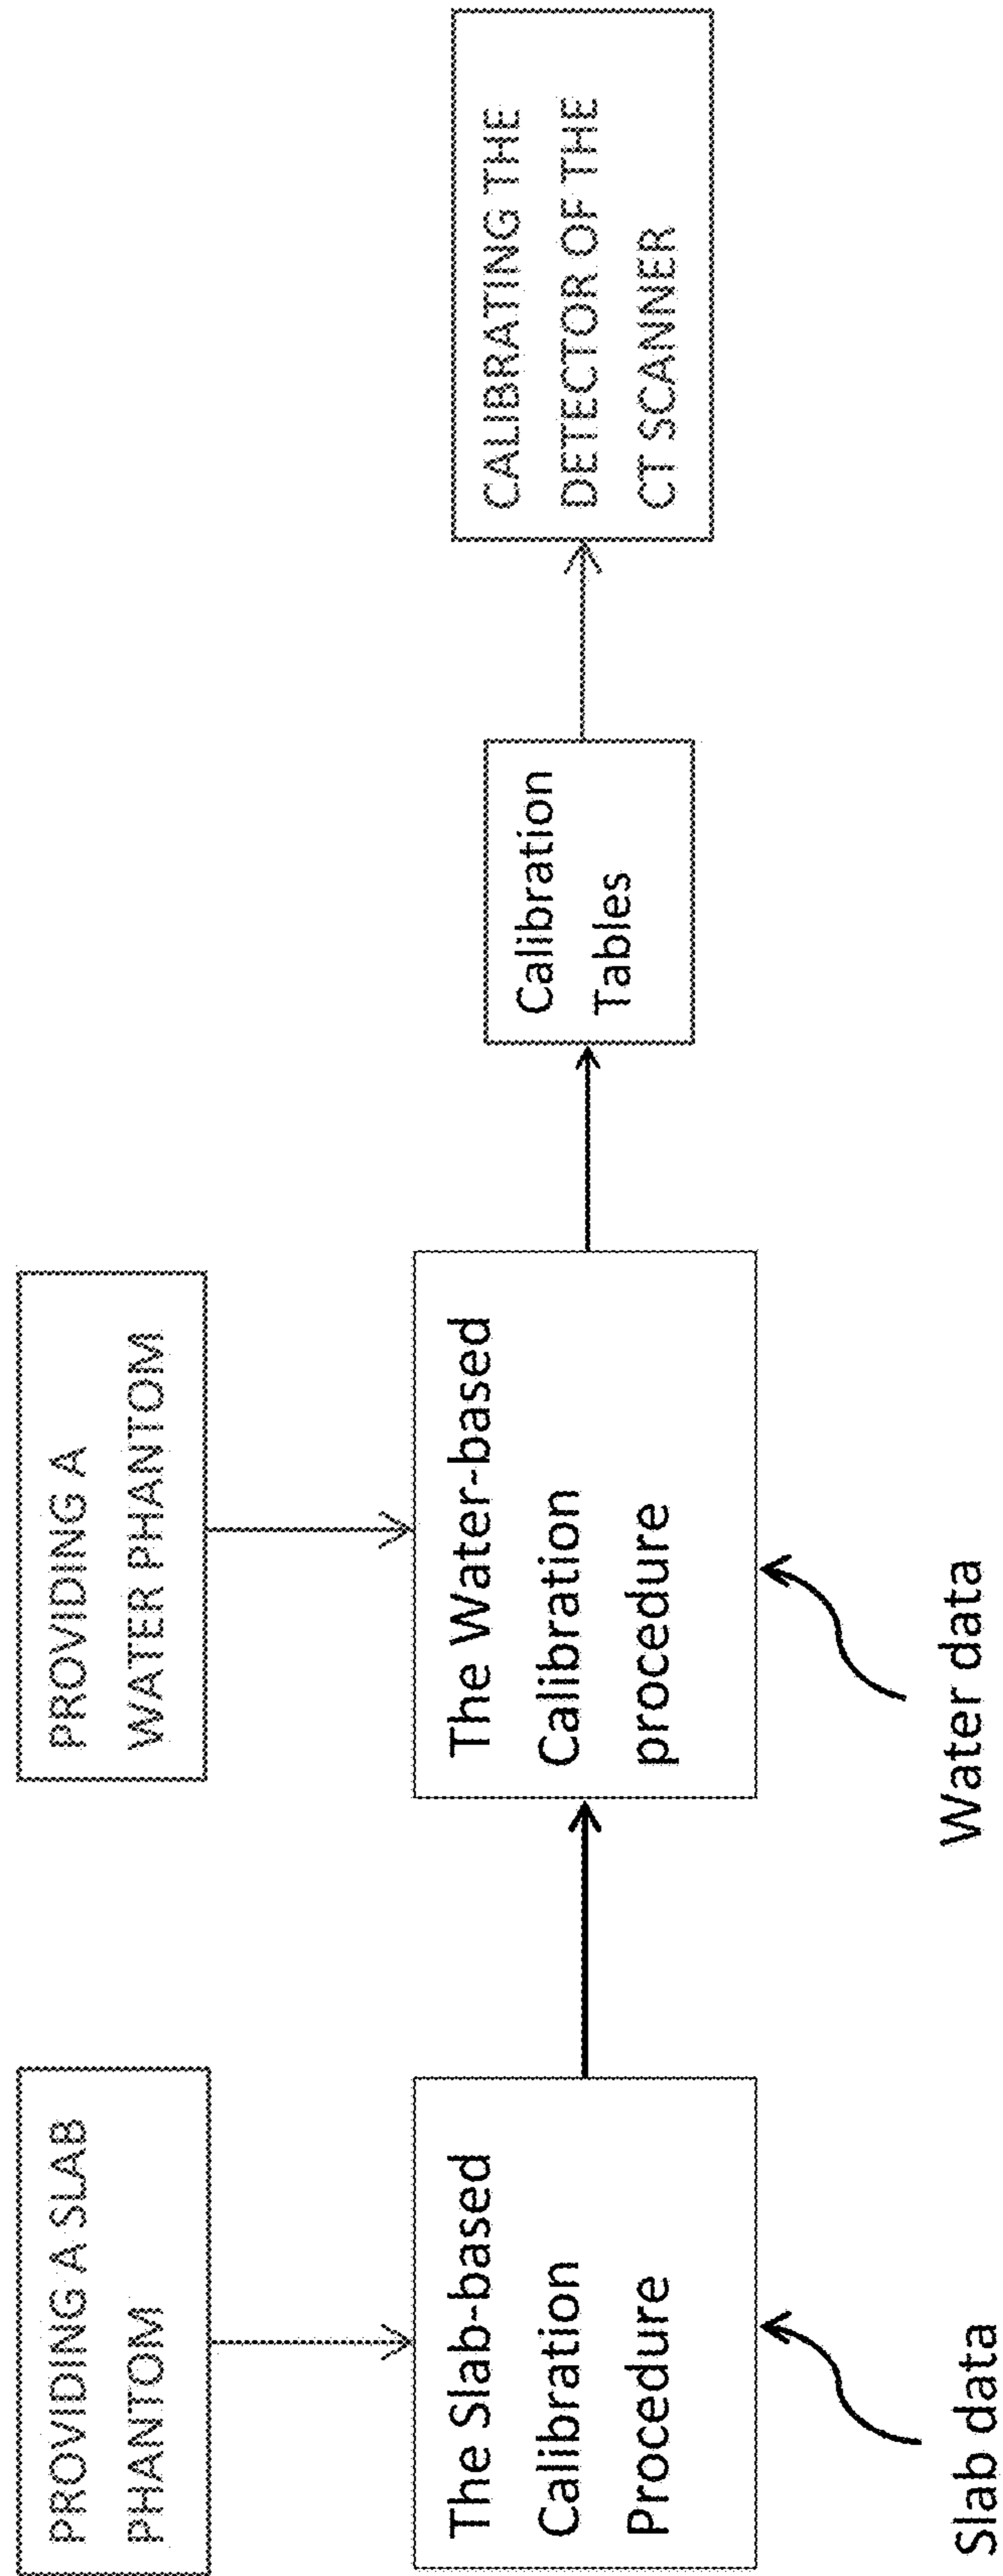 PROVIDING A SLAB
PHANTOM
PROVIDING A
WATER PHANTOM
The Slab-based
Calibration
Procedure
The Water-based
Calibration
procedure
Calibration
Tables
CALIBRATING THE
DETECTOR OF THE
CT SCANNER
Slab data
Water data